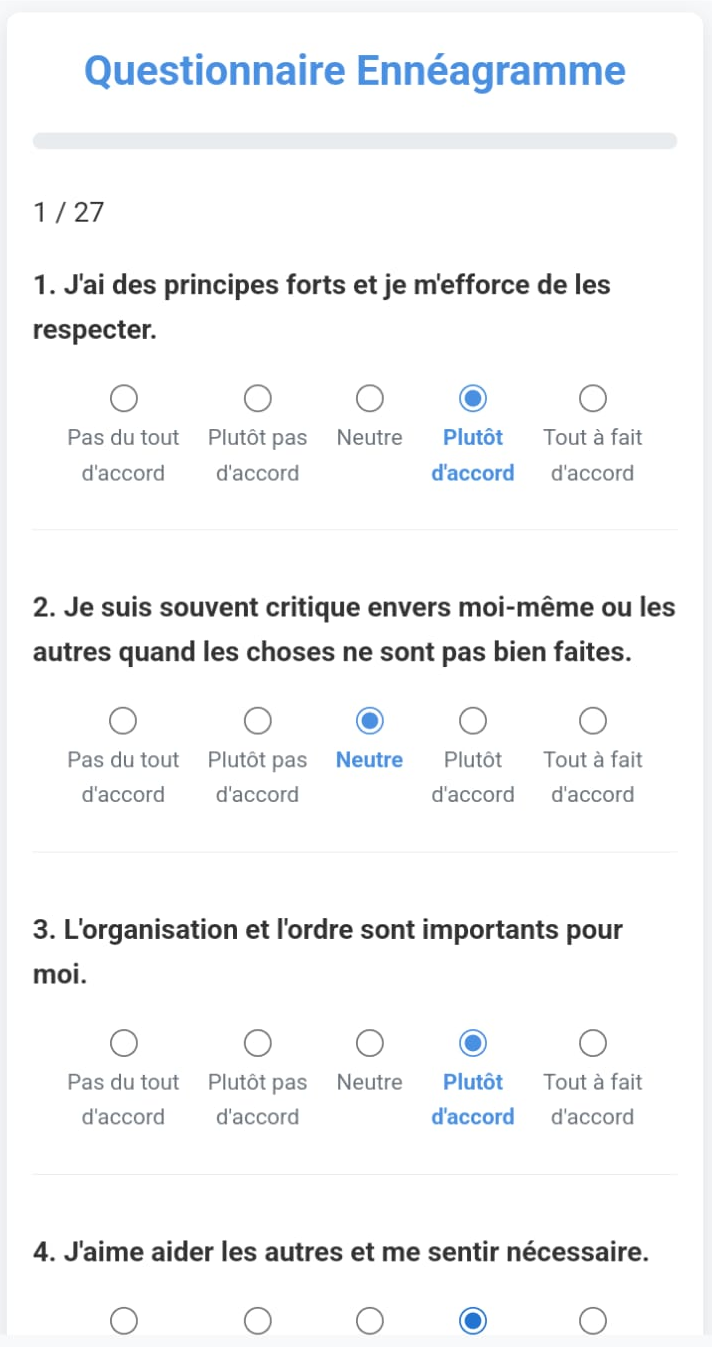 Questionnaire Ennéagramme
1 / 27
1. J'ai des principes forts et je m'efforce de les
respecter.
Pas du tout d'accord
Plutôt pas d'accord
Neutre
Plutôt d'accord
Tout à fait d'accord
2. Je suis souvent critique envers moi-même ou les
autres quand les choses ne sont pas bien faites.
Pas du tout d'accord
Plutôt pas d'accord
Neutre
Plutôt d'accord
Tout à fait d'accord
3. L'organisation et l'ordre sont importants pour
moi.
Pas du tout d'accord
Plutôt pas d'accord
Neutre
Plutôt d'accord
Tout à fait d'accord
4. J'aime aider les autres et me sentir nécessaire.